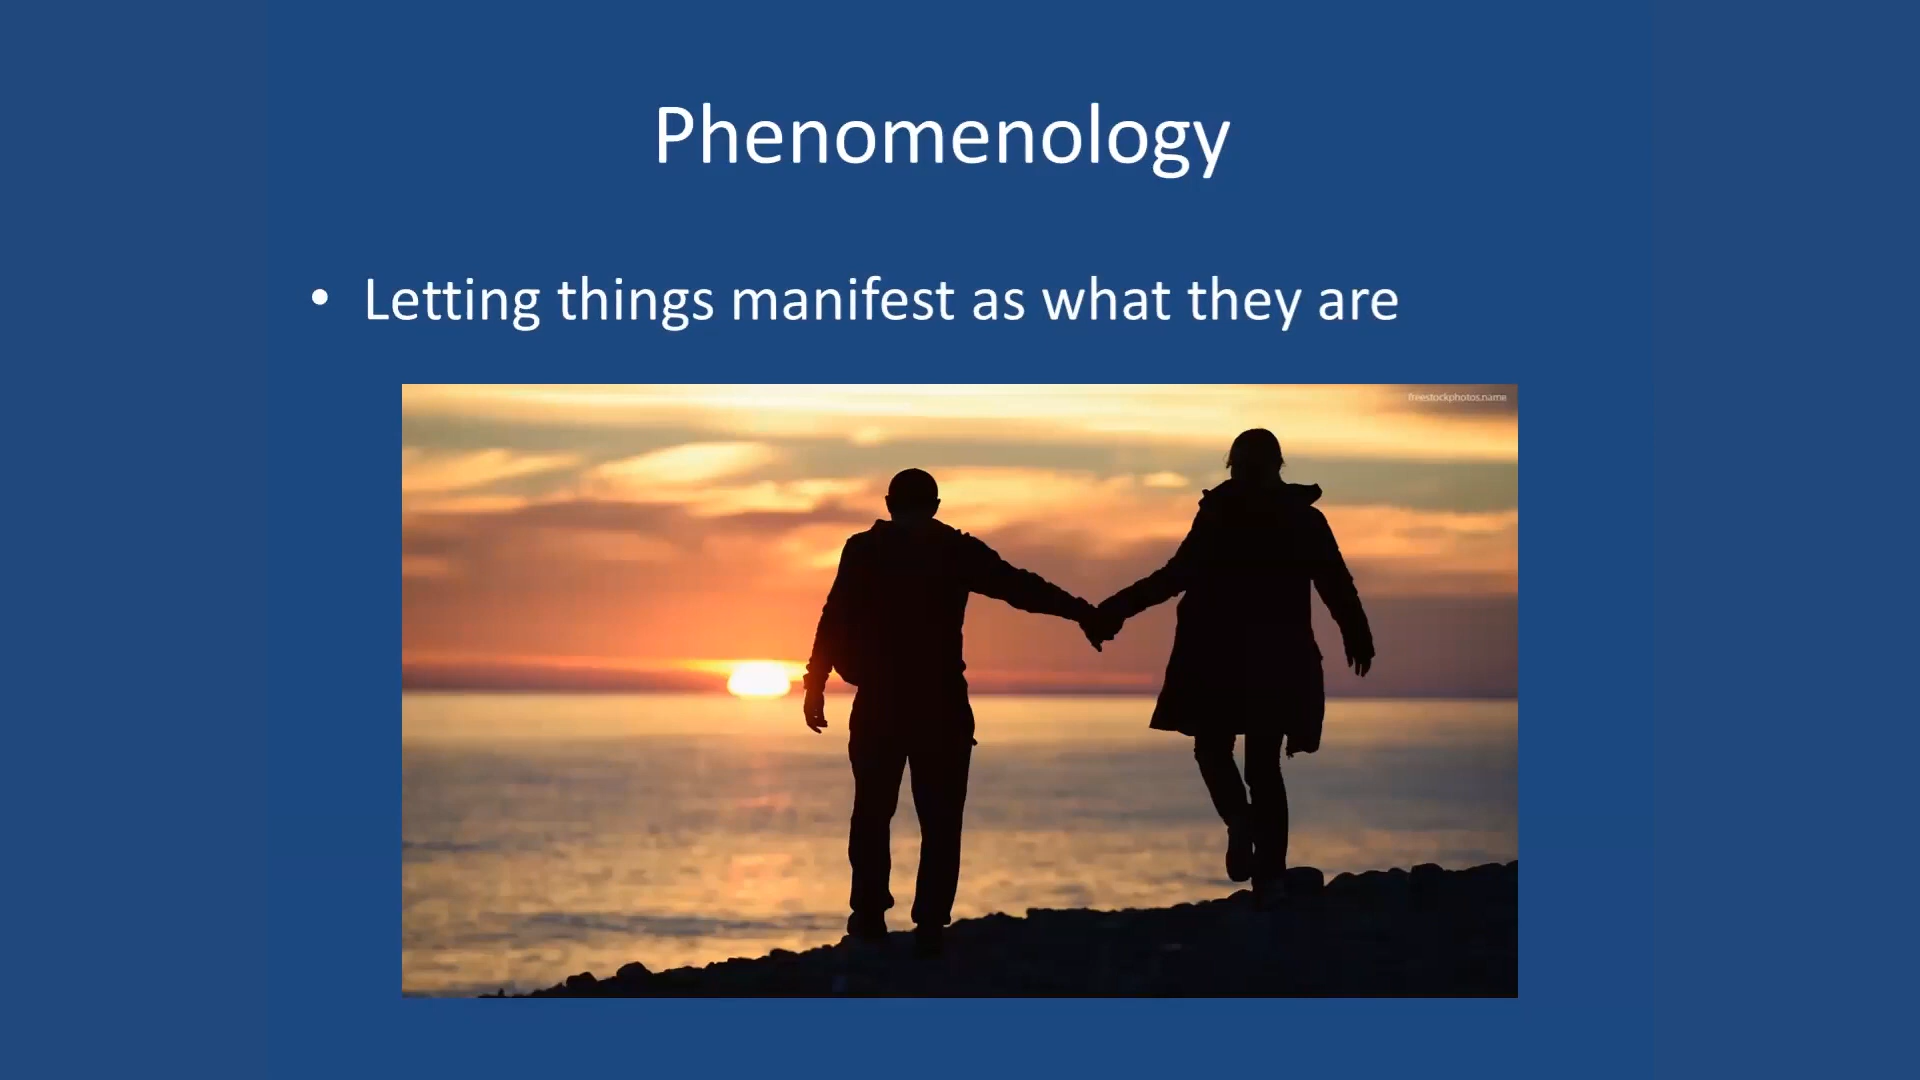 Phenomenology
• Letting things manifest as what they are
freestockphotos.name